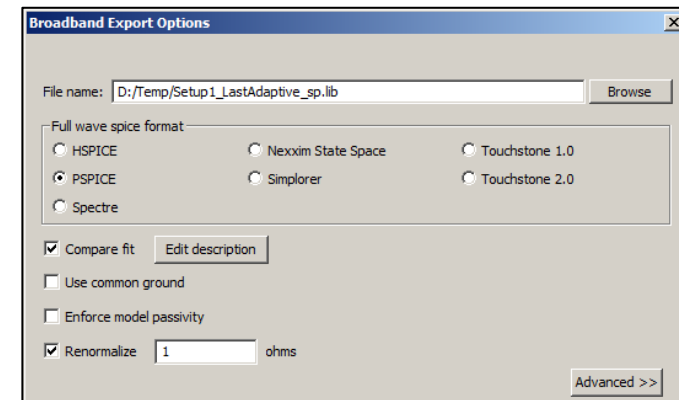 Broadband Export Options
File name: D:/Temp/Setup1_LastAdaptive_sp.lib Browse
Full wave spice format
HSPICE Nexxim State Space Touchstone 1.0
PSPICE Simplorer Touchstone 2.0
Spectre
Compare fit Edit description
Use common ground
Enforce model passivity
Renormalize 1 ohms
Advanced >>